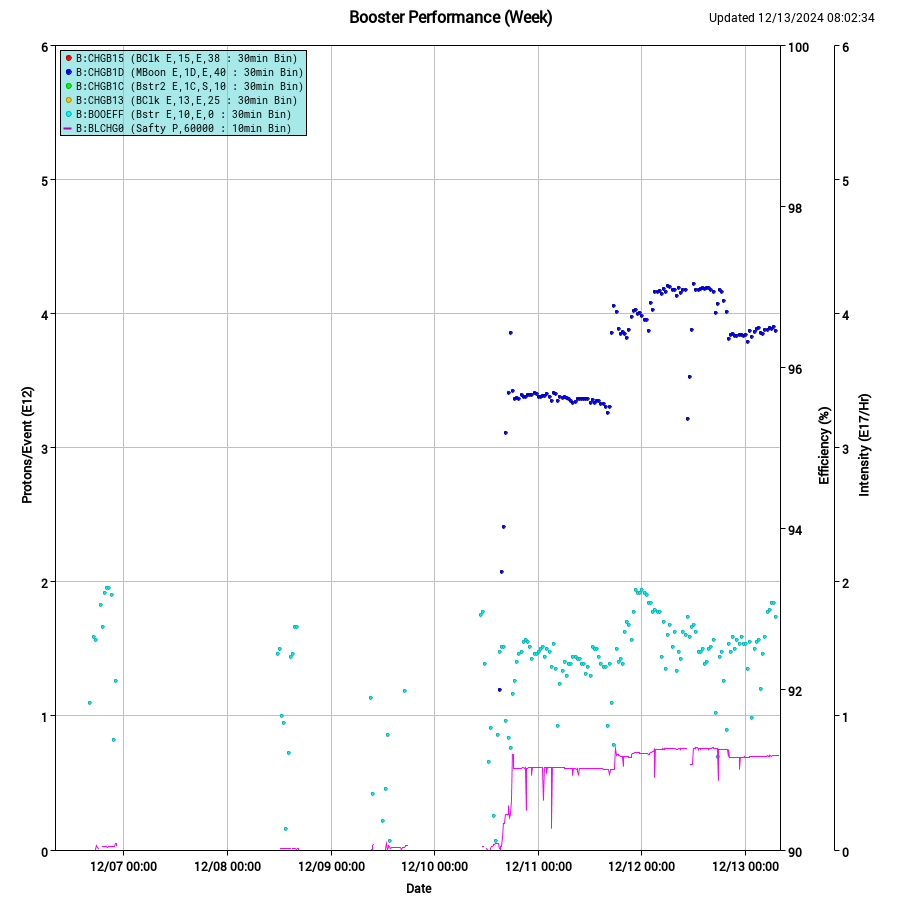 Booster Performance (Week)
Updated 12/13/2024 08:02:34
B:CHGB15 (BClk E,15,E,38 : 30min Bin)
B:CHGB1D (MBoon E,1D,E,40 : 30min Bin)
B:CHGB1C (Bstr2 E,1C,S,10 : 30min Bin)
B:CHGB13 (BClk E,13,E,25 : 30min Bin)
B:BOOEFF (Bstr E,10,E,0 : 30min Bin)
B:BLCHG0 (Safty P,60000 : 10min Bin)
6
5
4
3
2
1
0
Protons/Event (E12)
100
98
96
94
92
90
Efficiency (%)
6
5
4
3
2
1
0
Intensity (E17/Hr)
12/07 00:00
12/08 00:00
12/09 00:00
12/10 00:00
12/11 00:00
12/12 00:00
12/13 00:00
Date